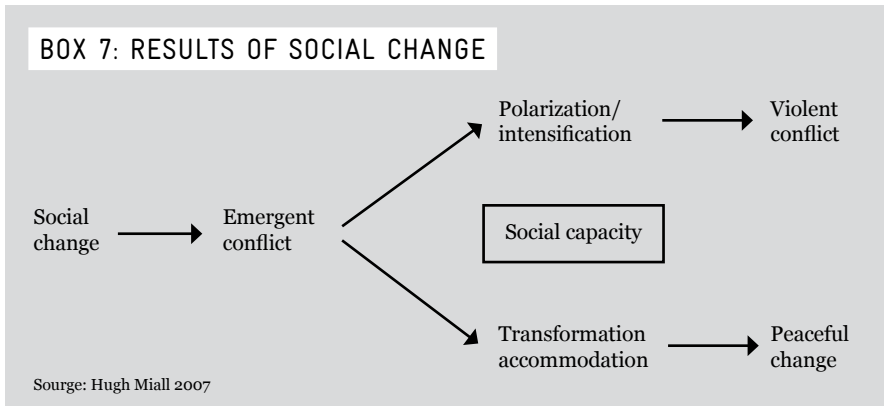 BOX 7: RESULTS OF SOCIAL CHANGE
Polarization/
intensification
Violent
conflict
Social
change
Emergent
conflict
Social capacity
Transformation
accommodation
Peaceful
change
Sourge: Hugh Miall 2007